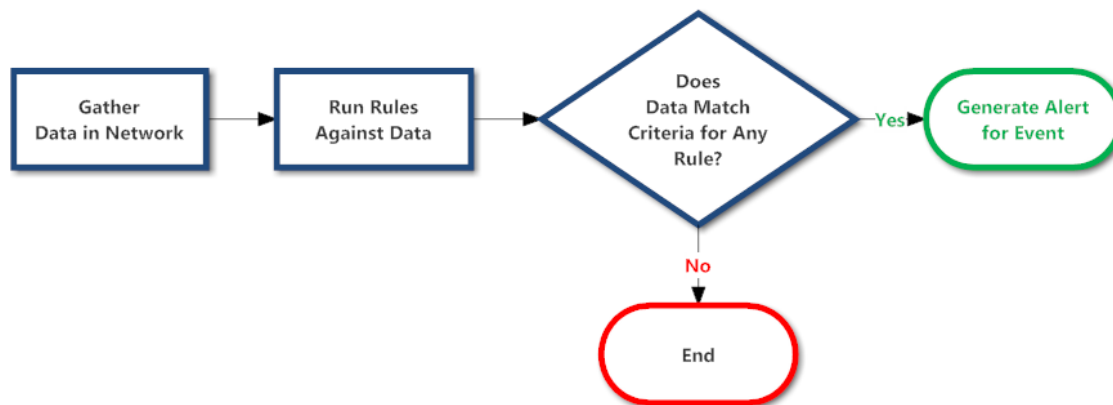 Gather
Data in Network
Run Rules
Against Data
Does
Data Match
Criteria for Any
Rule?
Yes
Generate Alert
for Event
No
End